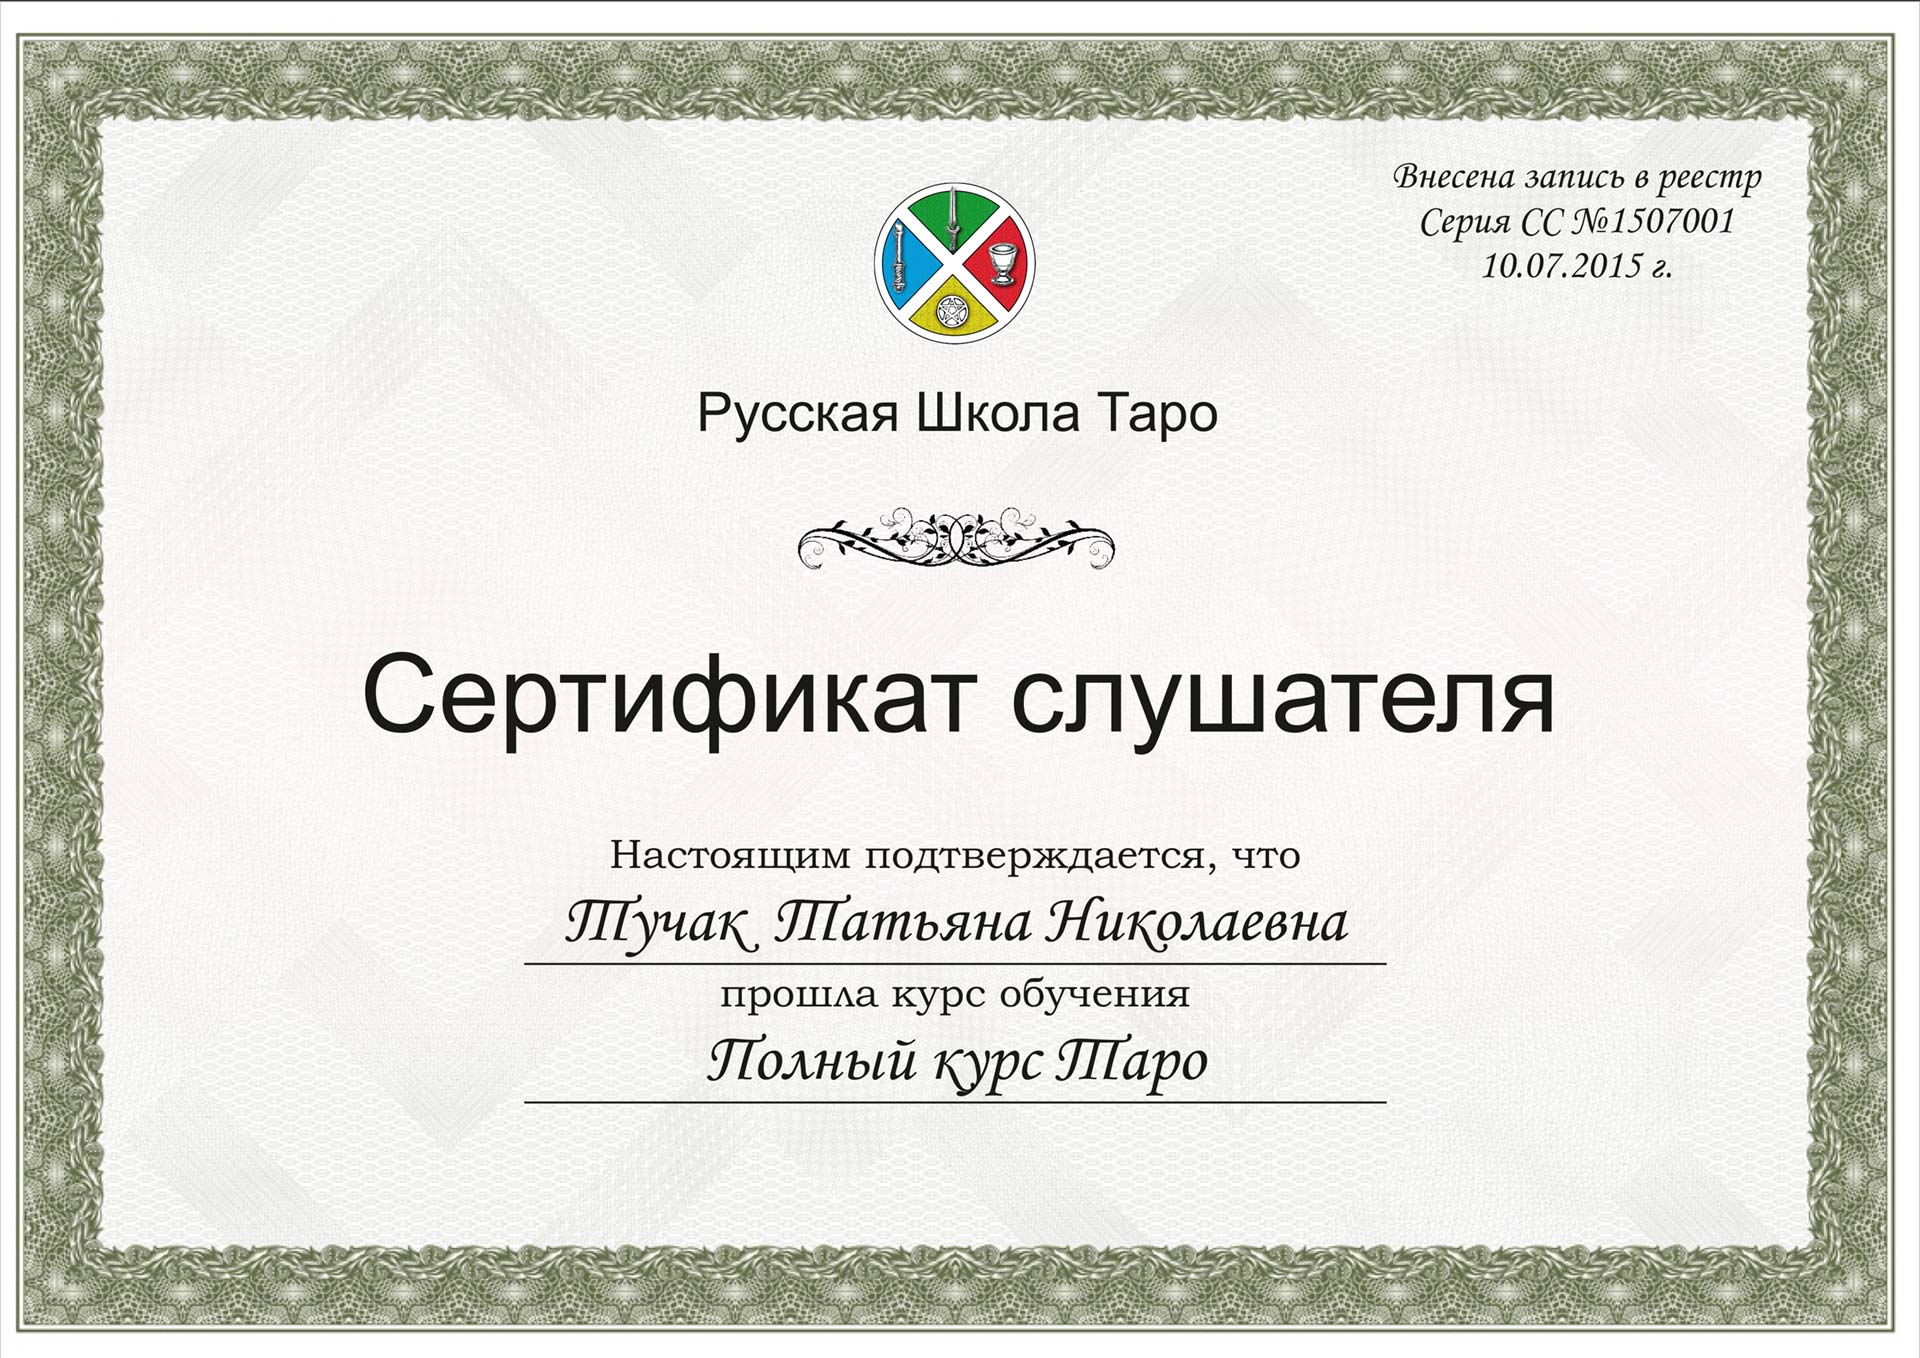 Внесена запись в реестр
Серия СС №1507001
10.07.2015 г.
Русская Школа Таро
Сертификат слушателя
Настоящим подтверждается, что
Тучак Татьяна Николаевна
прошла курс обучения
Полный курс Таро